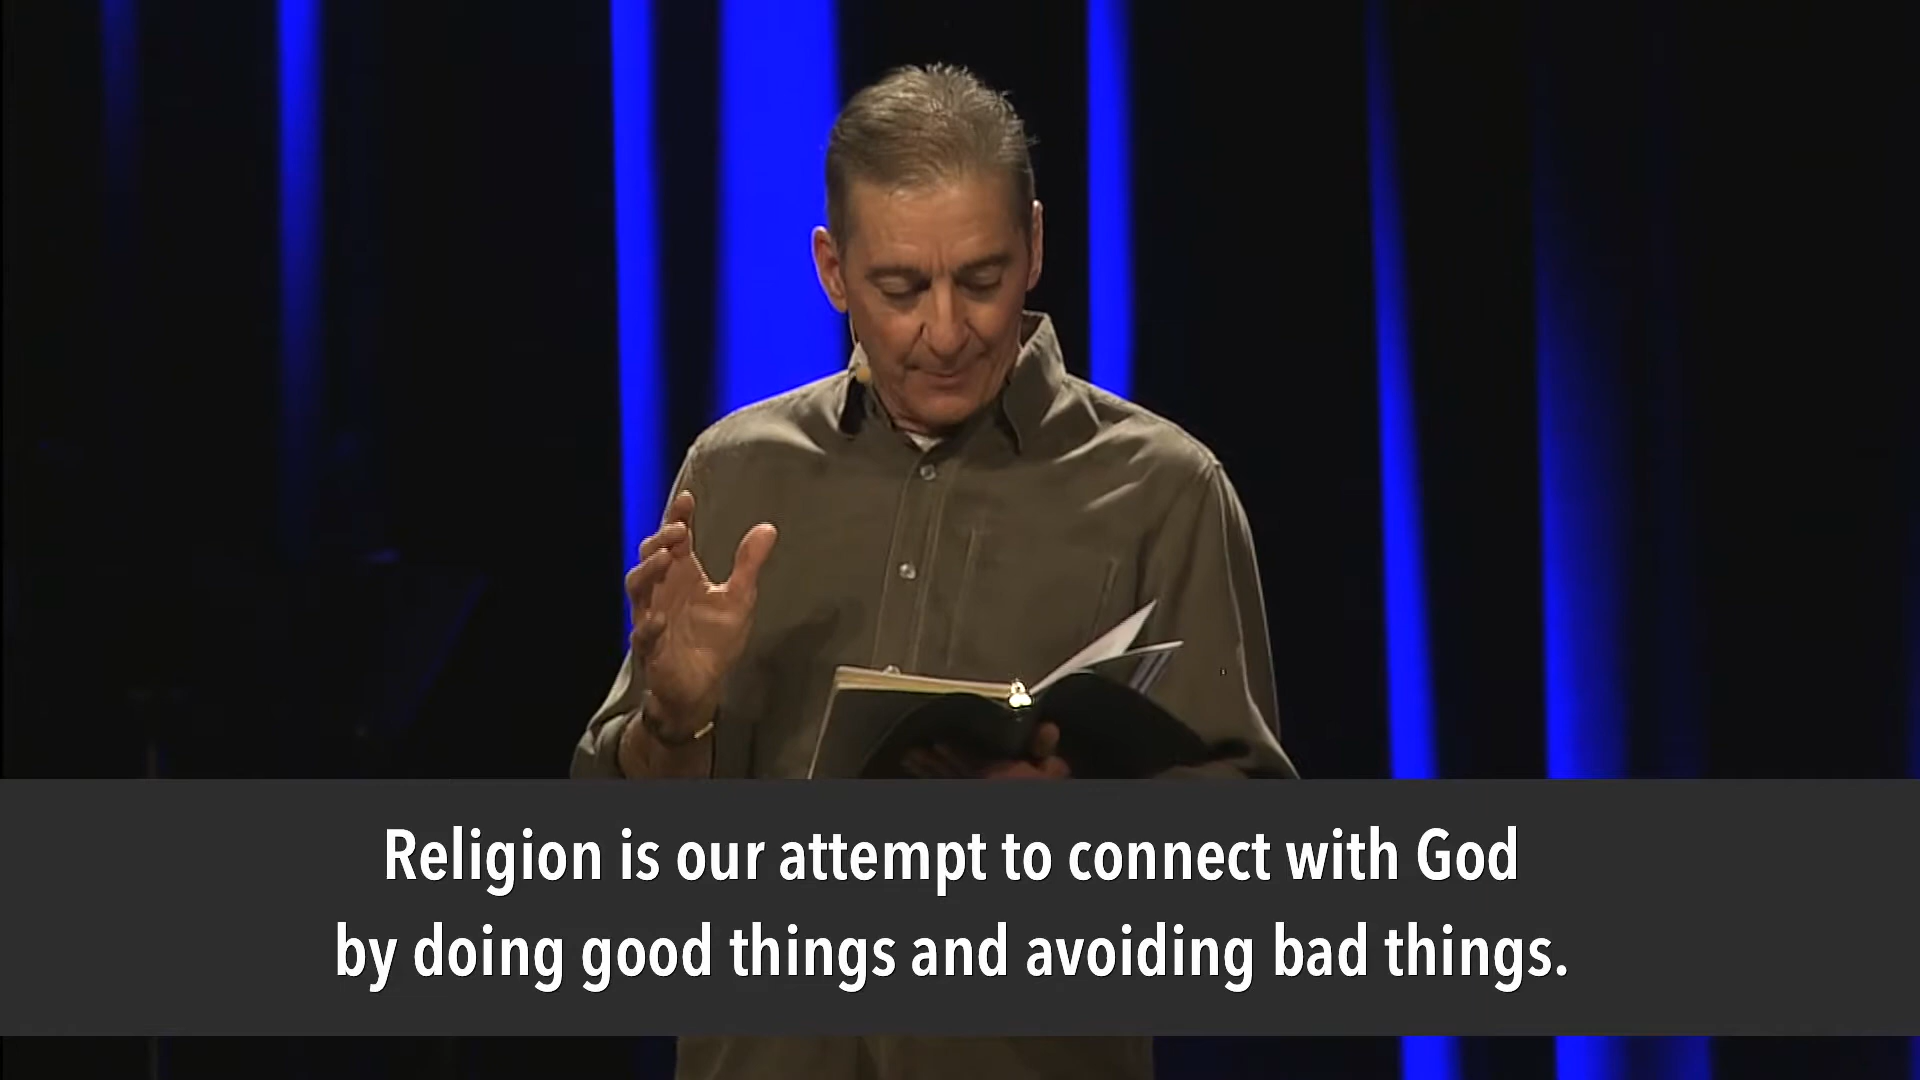 Religion is our attempt to connect with God
by doing good things and avoiding bad things.